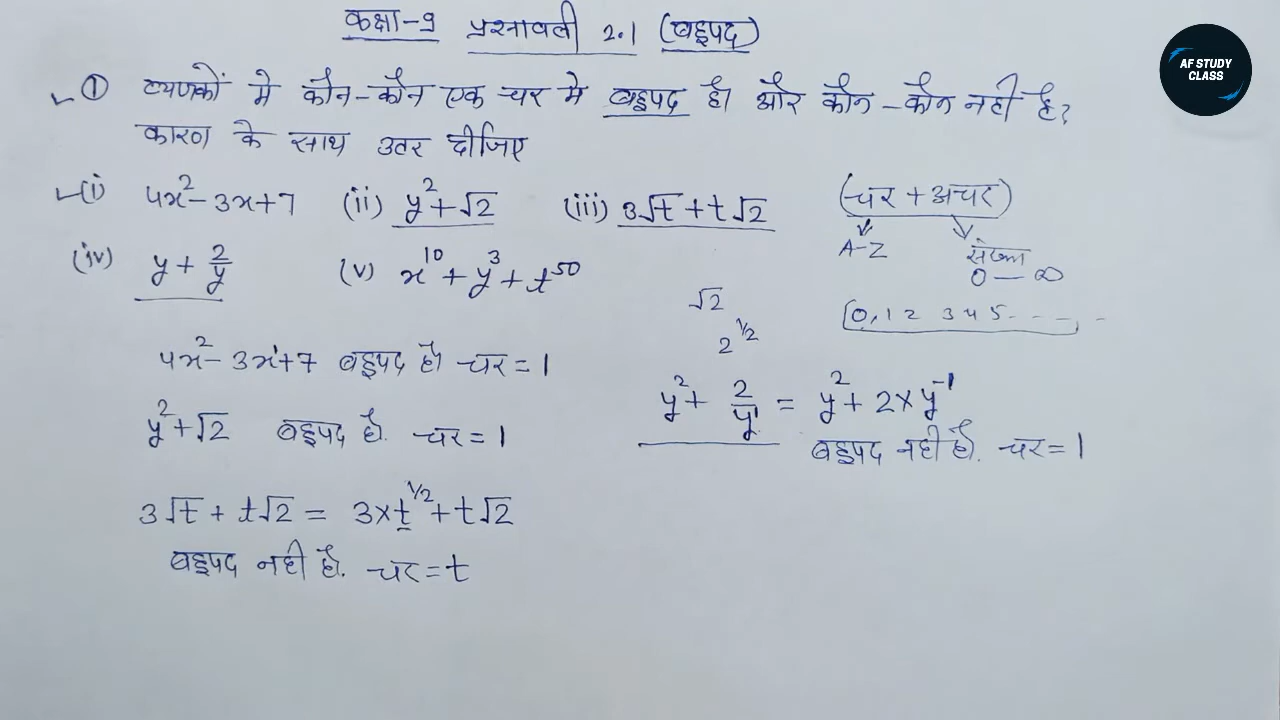 कक्षा-9 प्रश्नावली 2.1 (बहुपद)
AF STUDY
CLASS
① व्यंजकों मे कौन-कौन एक चर मे बहुपद है। और कौन-कौन नही है?
कारण के साथ उतर दीजिए
(i) 4x²-3x+7 (ii) y²+√2 (iii) 3√t+t√2
(चर + अचर)
A-Z संख्या
0 — ∞
(iv) y + 2/y (v) x¹⁰+y³+t⁵⁰
0, 1 2 3 4 5 - - - -
√2
2^1/2
4x²-3x¹+7 बहुपद है। चर = 1
y²+√2 बहुपद है. चर = 1
3√t + t√2 = 3×t^1/2 + t√2
बहुपद नही है. चर = t
y² + 2/y¹ = y² + 2×y⁻¹
बहुपद नही है. चर = 1